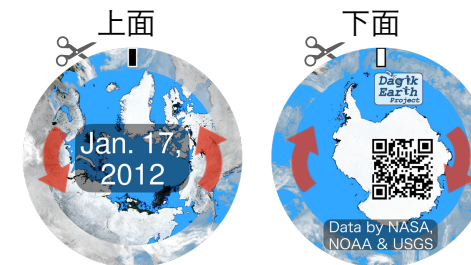 上面
下面
Jan. 17,
2012
Dagik
Earth
Project
Data by NASA,
NOAA & USGS